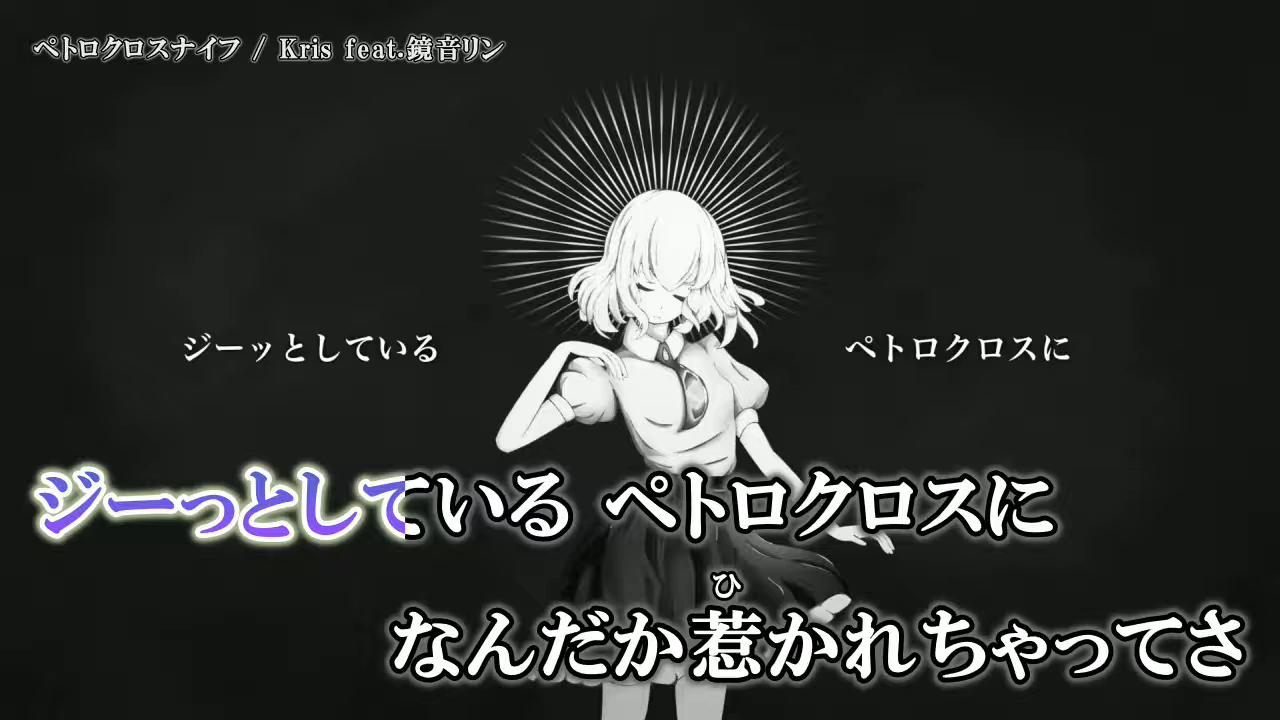 ペトロクロスナイフ / Kris feat.鏡音リン
ジーッとしている ペトロクロスに
ジーっとしている ペトロクロスに
ひ
なんだか惹かれちゃってさ